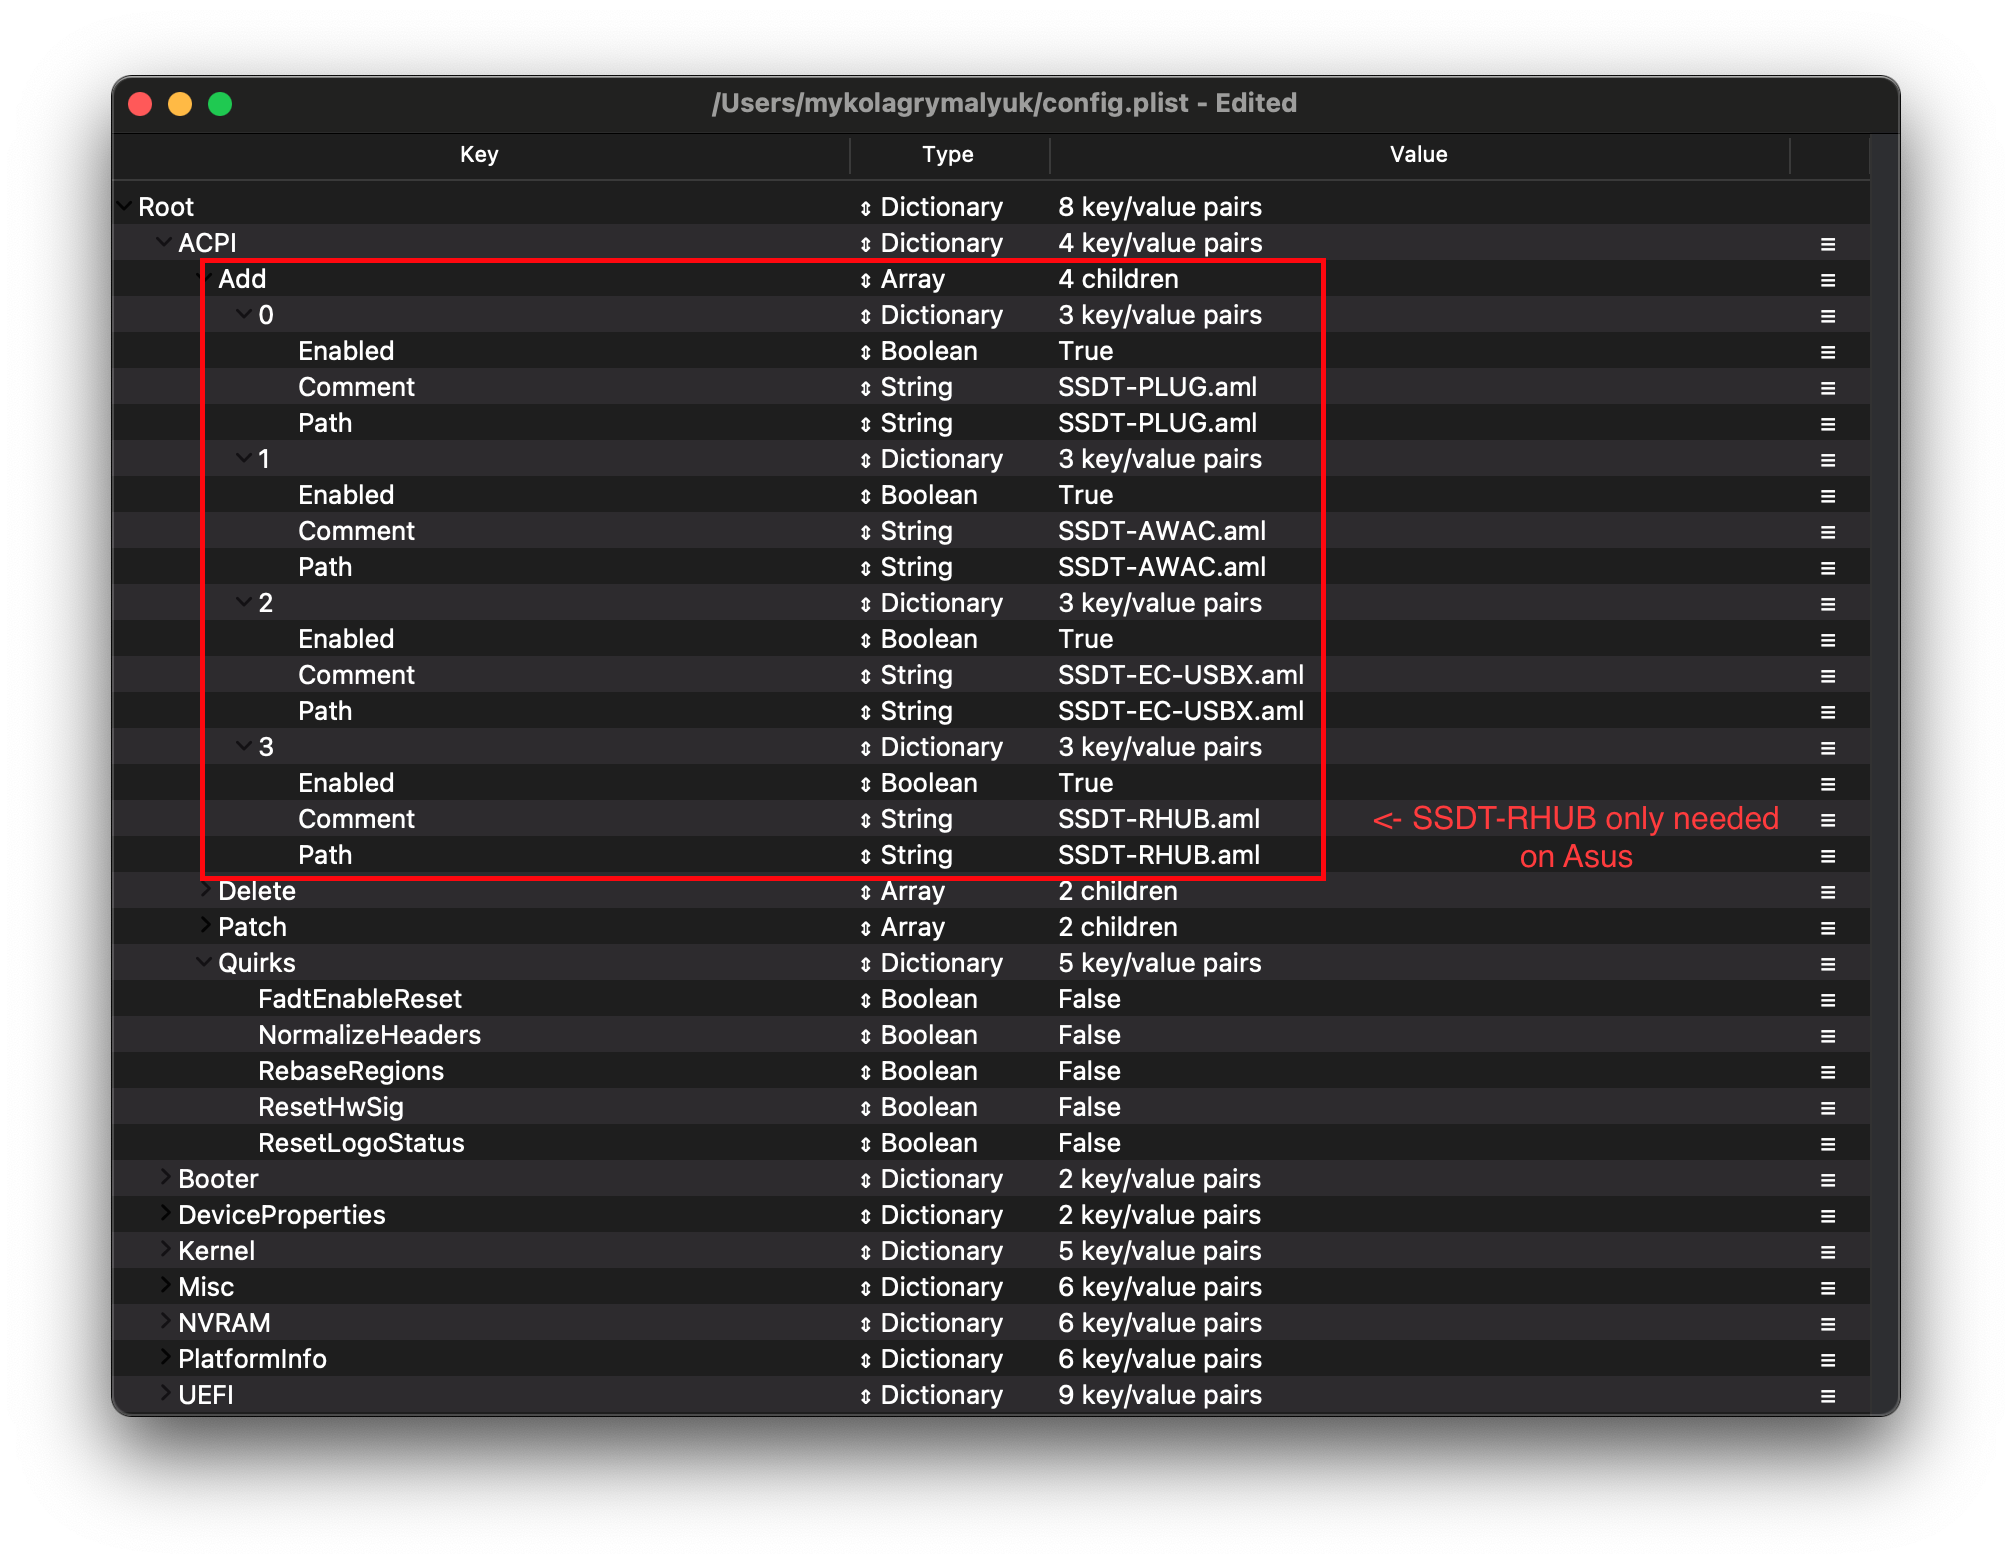 /Users/mykolagrymalyuk/config.plist - Edited
Key Type Value
Root Dictionary 8 key/value pairs
ACPI Dictionary 4 key/value pairs
Add Array 4 children
0 Dictionary 3 key/value pairs
Enabled Boolean True
Comment String SSDT-PLUG.aml
Path String SSDT-PLUG.aml
1 Dictionary 3 key/value pairs
Enabled Boolean True
Comment String SSDT-AWAC.aml
Path String SSDT-AWAC.aml
2 Dictionary 3 key/value pairs
Enabled Boolean True
Comment String SSDT-EC-USBX.aml
Path String SSDT-EC-USBX.aml
3 Dictionary 3 key/value pairs
Enabled Boolean True
Comment String SSDT-RHUB.aml <- SSDT-RHUB only needed
Path String SSDT-RHUB.aml on Asus
Delete Array 2 children
Patch Array 2 children
Quirks Dictionary 5 key/value pairs
FadtEnableReset Boolean False
NormalizeHeaders Boolean False
RebaseRegions Boolean False
ResetHwSig Boolean False
ResetLogoStatus Boolean False
Booter Dictionary 2 key/value pairs
DeviceProperties Dictionary 2 key/value pairs
Kernel Dictionary 5 key/value pairs
Misc Dictionary 6 key/value pairs
NVRAM Dictionary 6 key/value pairs
PlatformInfo Dictionary 6 key/value pairs
UEFI Dictionary 9 key/value pairs